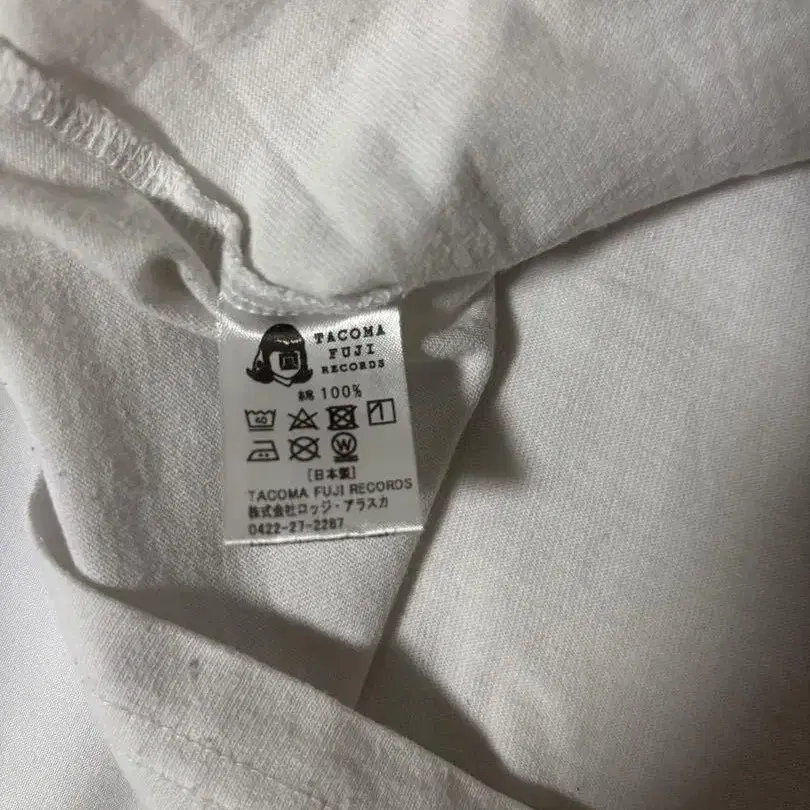 TACOMA
FUJI
RECORDS
綿 100%
40
W
[日本製]
TACOMA FUJI RECORDS
株式会社ロッジ・アラスカ
0422-27-2287